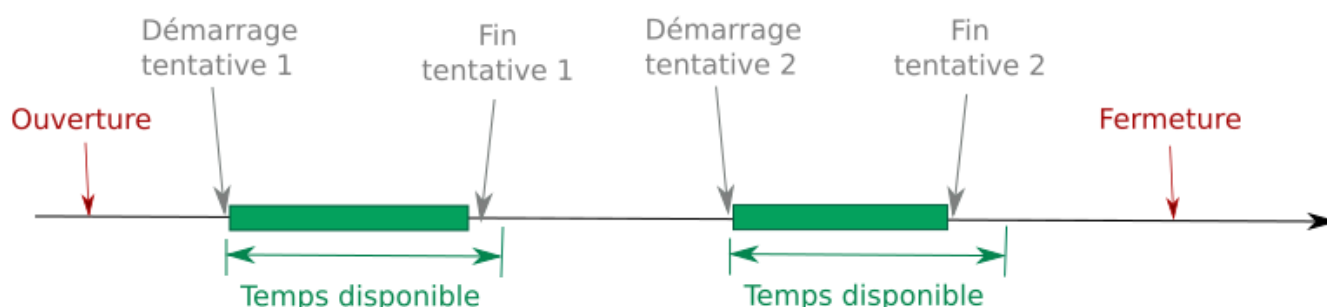 Démarrage
tentative 1
Fin
tentative 1
Démarrage
tentative 2
Fin
tentative 2
Ouverture
Fermeture
Temps disponible
Temps disponible